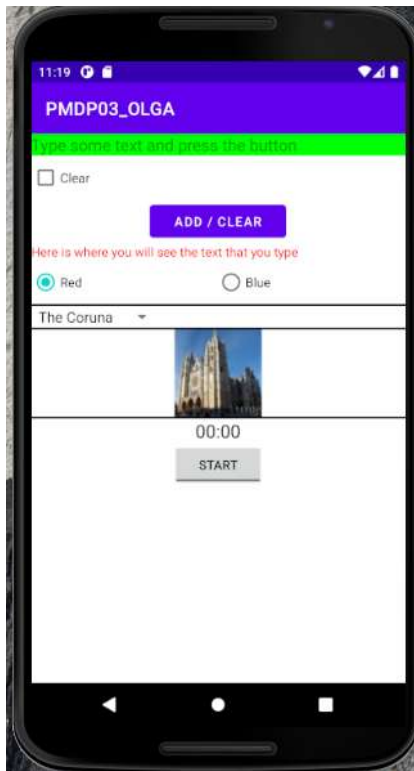 11:19
PMDP03_OLGA
Type some text and press the button
Clear
ADD / CLEAR
Here is where you will see the text that you type
Red Blue
The Coruna
00:00
START